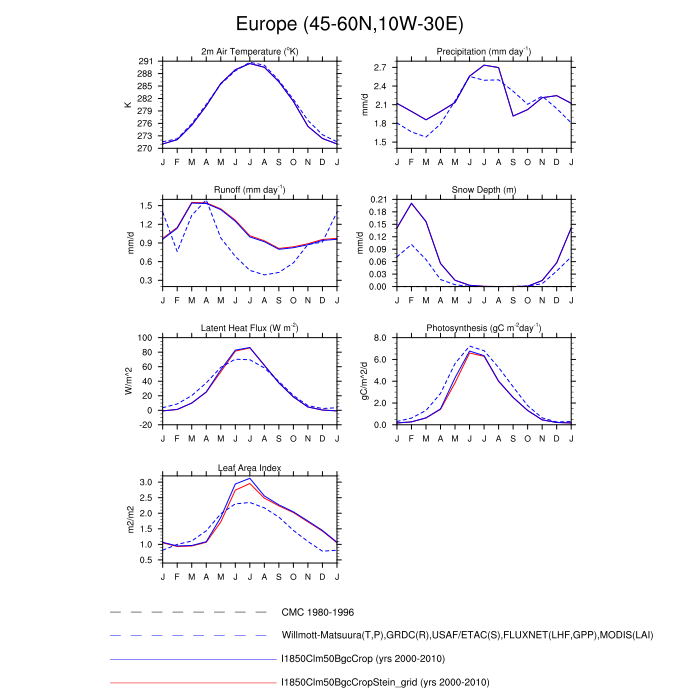 Europe (45-60N,10W-30E)
2m Air Temperature (°K)
Precipitation (mm day⁻¹)
291
288
285
282
279
276
273
270
K
J F M A M J J A S O N D J
2.7
2.4
2.1
1.8
1.5
mm/d
J F M A M J J A S O N D J
Runoff (mm day⁻¹)
Snow Depth (m)
1.5
1.2
0.9
0.6
0.3
mm/d
J F M A M J J A S O N D J
0.21
0.18
0.15
0.12
0.09
0.06
0.03
0.00
mm/d
J F M A M J J A S O N D J
Latent Heat Flux (W m⁻²)
Photosynthesis (gC m⁻²day⁻¹)
100
80
60
40
20
0
-20
W/m^2
J F M A M J J A S O N D J
8.0
6.0
4.0
2.0
0.0
gC/m^2/d
J F M A M J J A S O N D J
Leaf Area Index
3.0
2.5
2.0
1.5
1.0
0.5
m2/m2
J F M A M J J A S O N D J
CMC 1980-1996
Willmott-Matsuura(T,P),GRDC(R),USAF/ETAC(S),FLUXNET(LHF,GPP),MODIS(LAI)
I1850Clm50BgcCrop (yrs 2000-2010)
I1850Clm50BgcCropStein_grid (yrs 2000-2010)